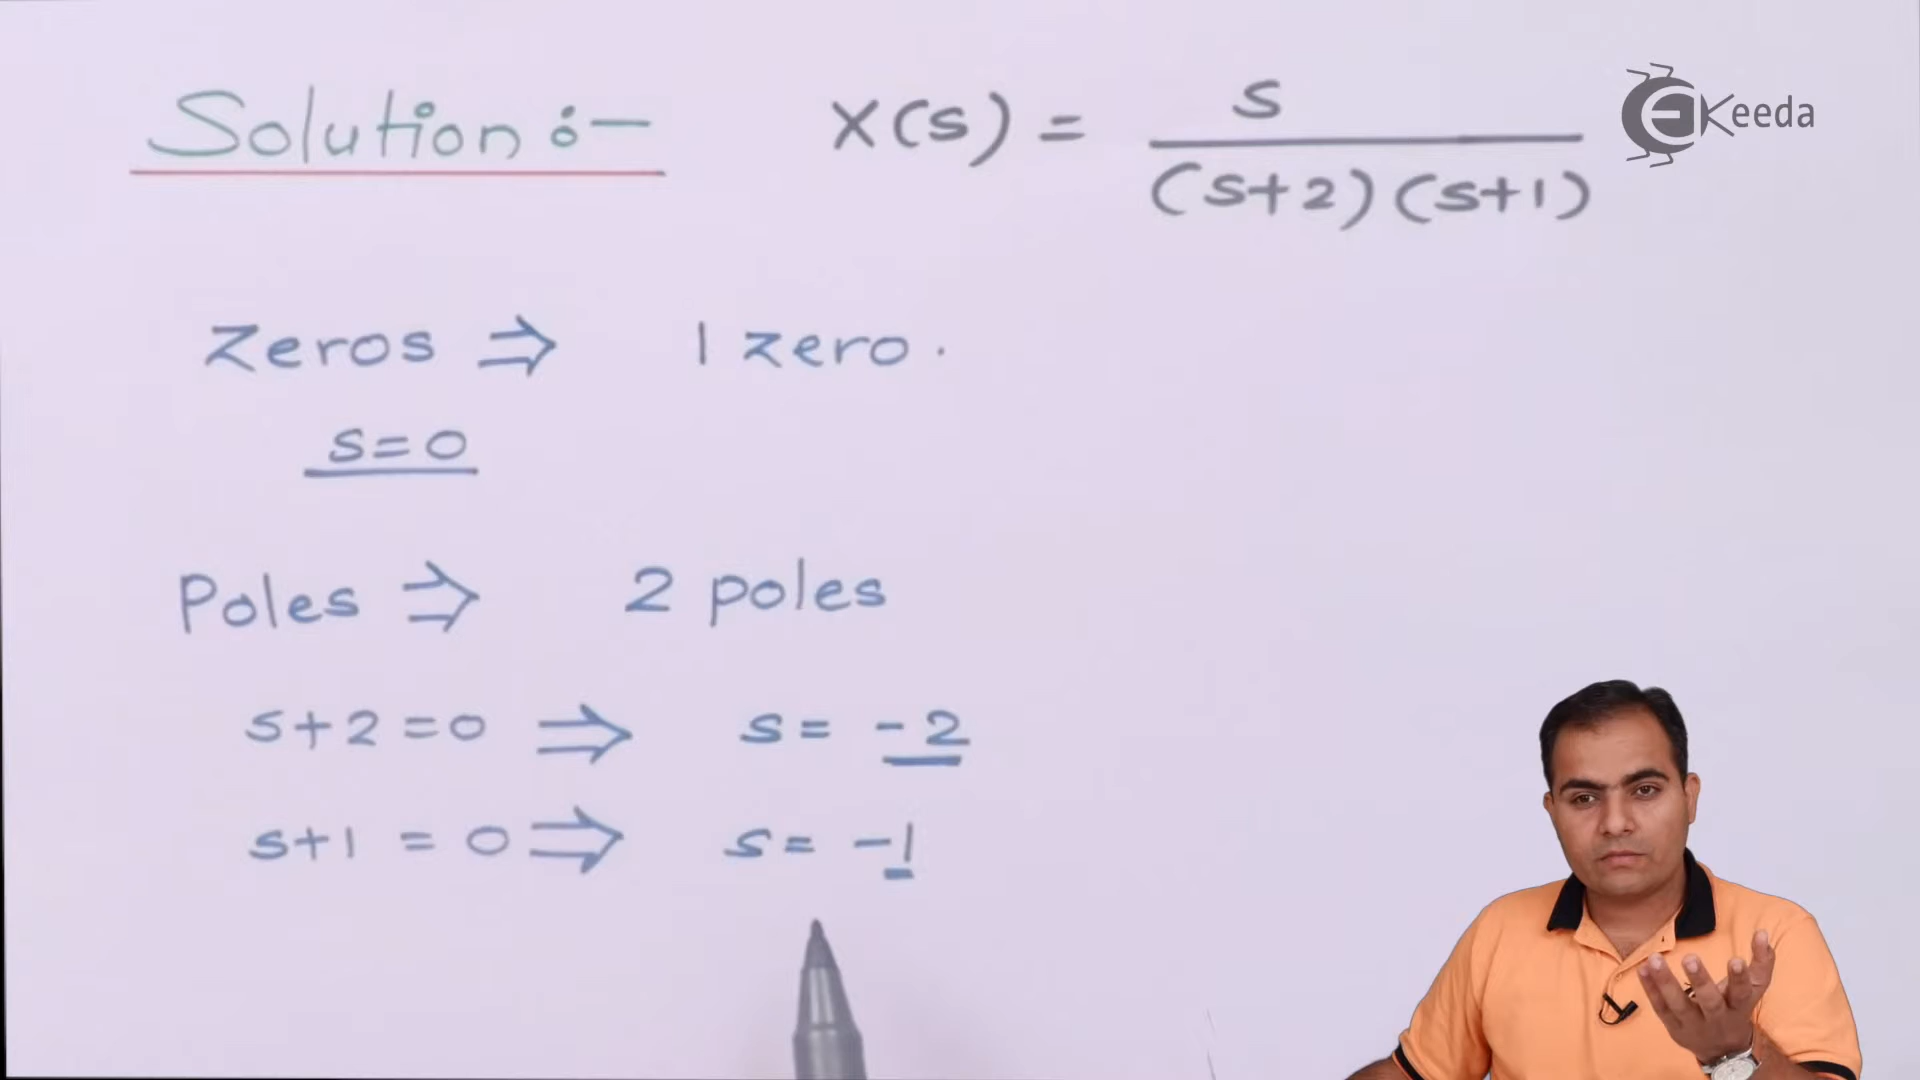 Solution :- X(s) = s / (s+2)(s+1)
EKeeda
Zeros ⇒ 1 zero.
s=0
Poles ⇒ 2 poles
s+2=0 ⇒ s= -2
s+1 = 0 ⇒ s= -1